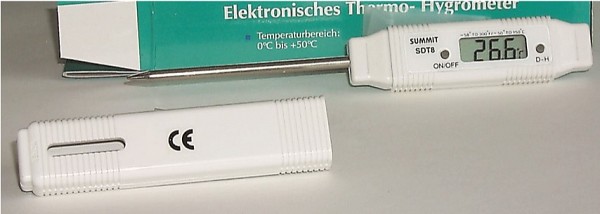 Elektronisches Thermo- Hygrometer
Temperaturbereich:
0°C bis +50°C
SUMMIT
SDT8
ON/OFF
26.6°C
D-H
CE